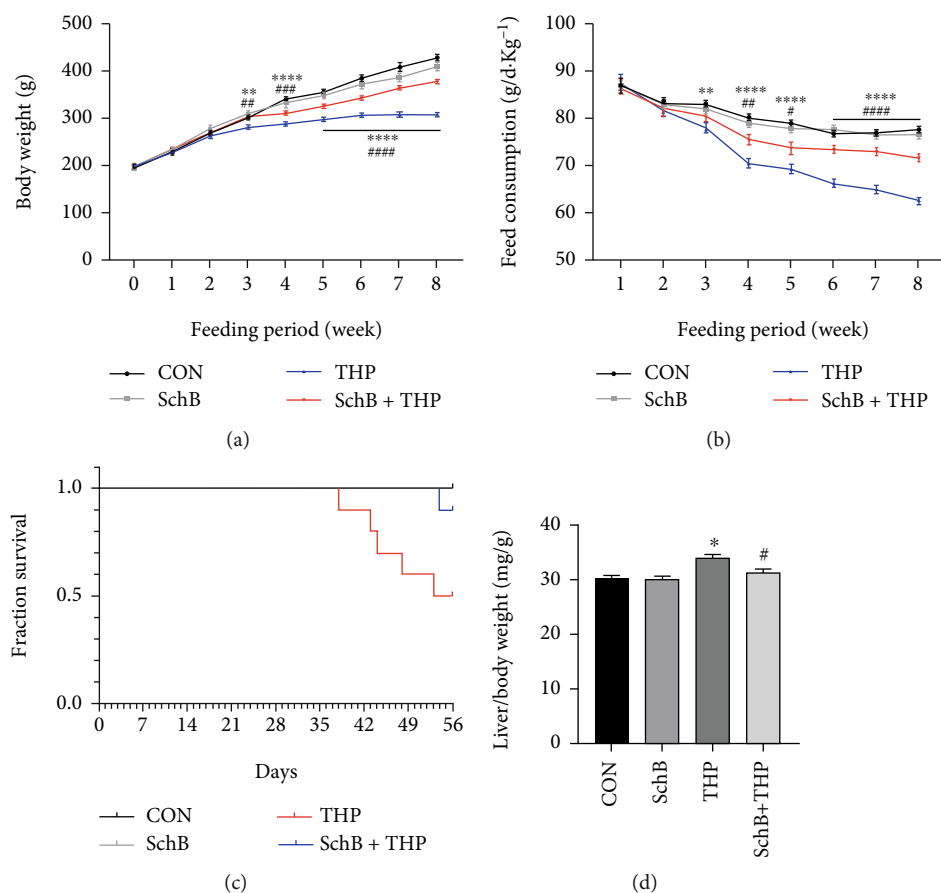 Body weight (g)
500
400
300
200
100
0
**
##
****
###
****
####
0 1 2 3 4 5 6 7 8
Feeding period (week)
CON
THP
SchB
SchB + THP
(a)
Feed consumption (g/d·Kg⁻¹)
100
90
80
70
60
50
**
****
##
****
#
****
####
1 2 3 4 5 6 7 8
Feeding period (week)
CON
THP
SchB
SchB + THP
(b)
Fraction survival
1.0
0.5
0.0
0 7 14 21 28 35 42 49 56
Days
CON
THP
SchB
SchB + THP
(c)
Liver/body weight (mg/g)
40
30
20
10
0
*
#
CON
SchB
THP
SchB+THP
(d)